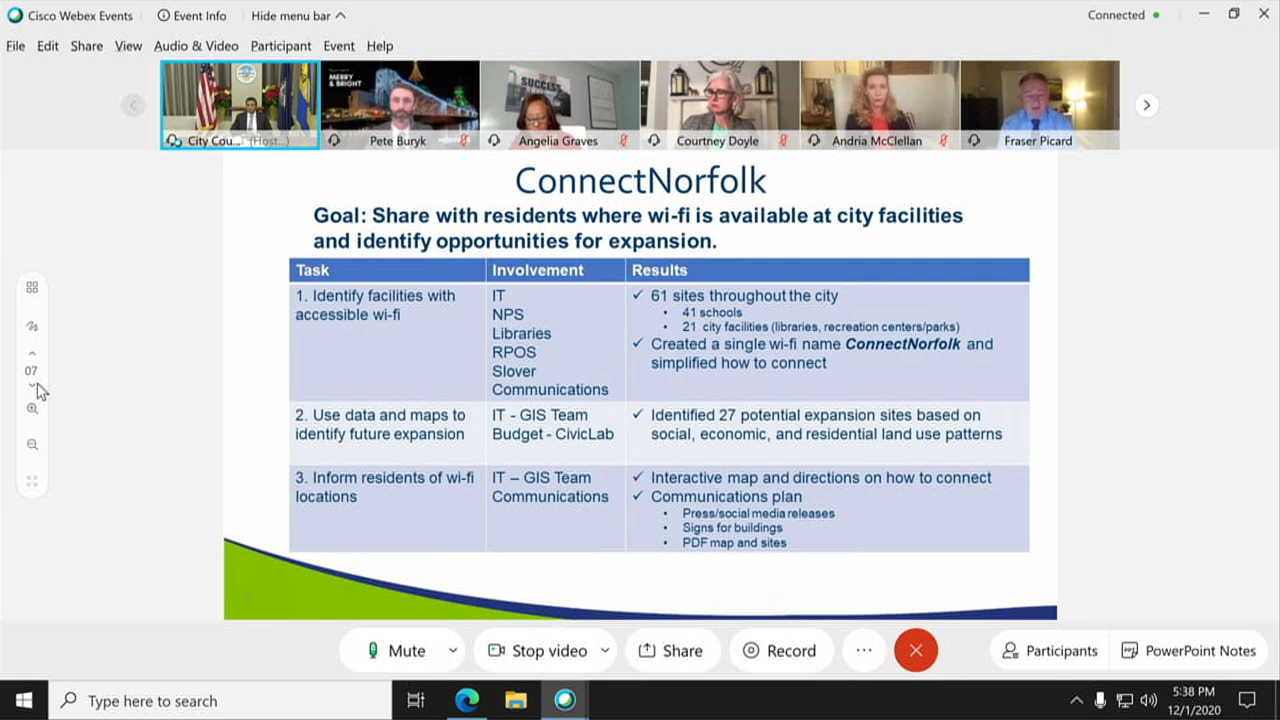 Cisco Webex Events
Event Info
Hide menu bar
Connected
File Edit Share View Audio & Video Participant Event Help
MERRY
& BRIGHT
SUCCESS
City Cou... (Host...)
Pete Buryk
Angelia Graves
Courtney Doyle
Andria McClellan
Fraser Picard
ConnectNorfolk
Goal: Share with residents where wi-fi is available at city facilities
and identify opportunities for expansion.
Task Involvement Results
1. Identify facilities with
accessible wi-fi
IT
NPS
Libraries
RPOS
Slover
Communications
✓ 61 sites throughout the city
• 41 schools
• 21 city facilities (libraries, recreation centers/parks)
✓ Created a single wi-fi name ConnectNorfolk and
simplified how to connect
2. Use data and maps to
identify future expansion
IT - GIS Team
Budget - CivicLab
✓ Identified 27 potential expansion sites based on
social, economic, and residential land use patterns
3. Inform residents of wi-fi
locations
IT – GIS Team
Communications
✓ Interactive map and directions on how to connect
✓ Communications plan
• Press/social media releases
• Signs for buildings
• PDF map and sites
07
Mute
Stop video
Share
Record
Participants
PowerPoint Notes
Type here to search
5:38 PM
12/1/2020